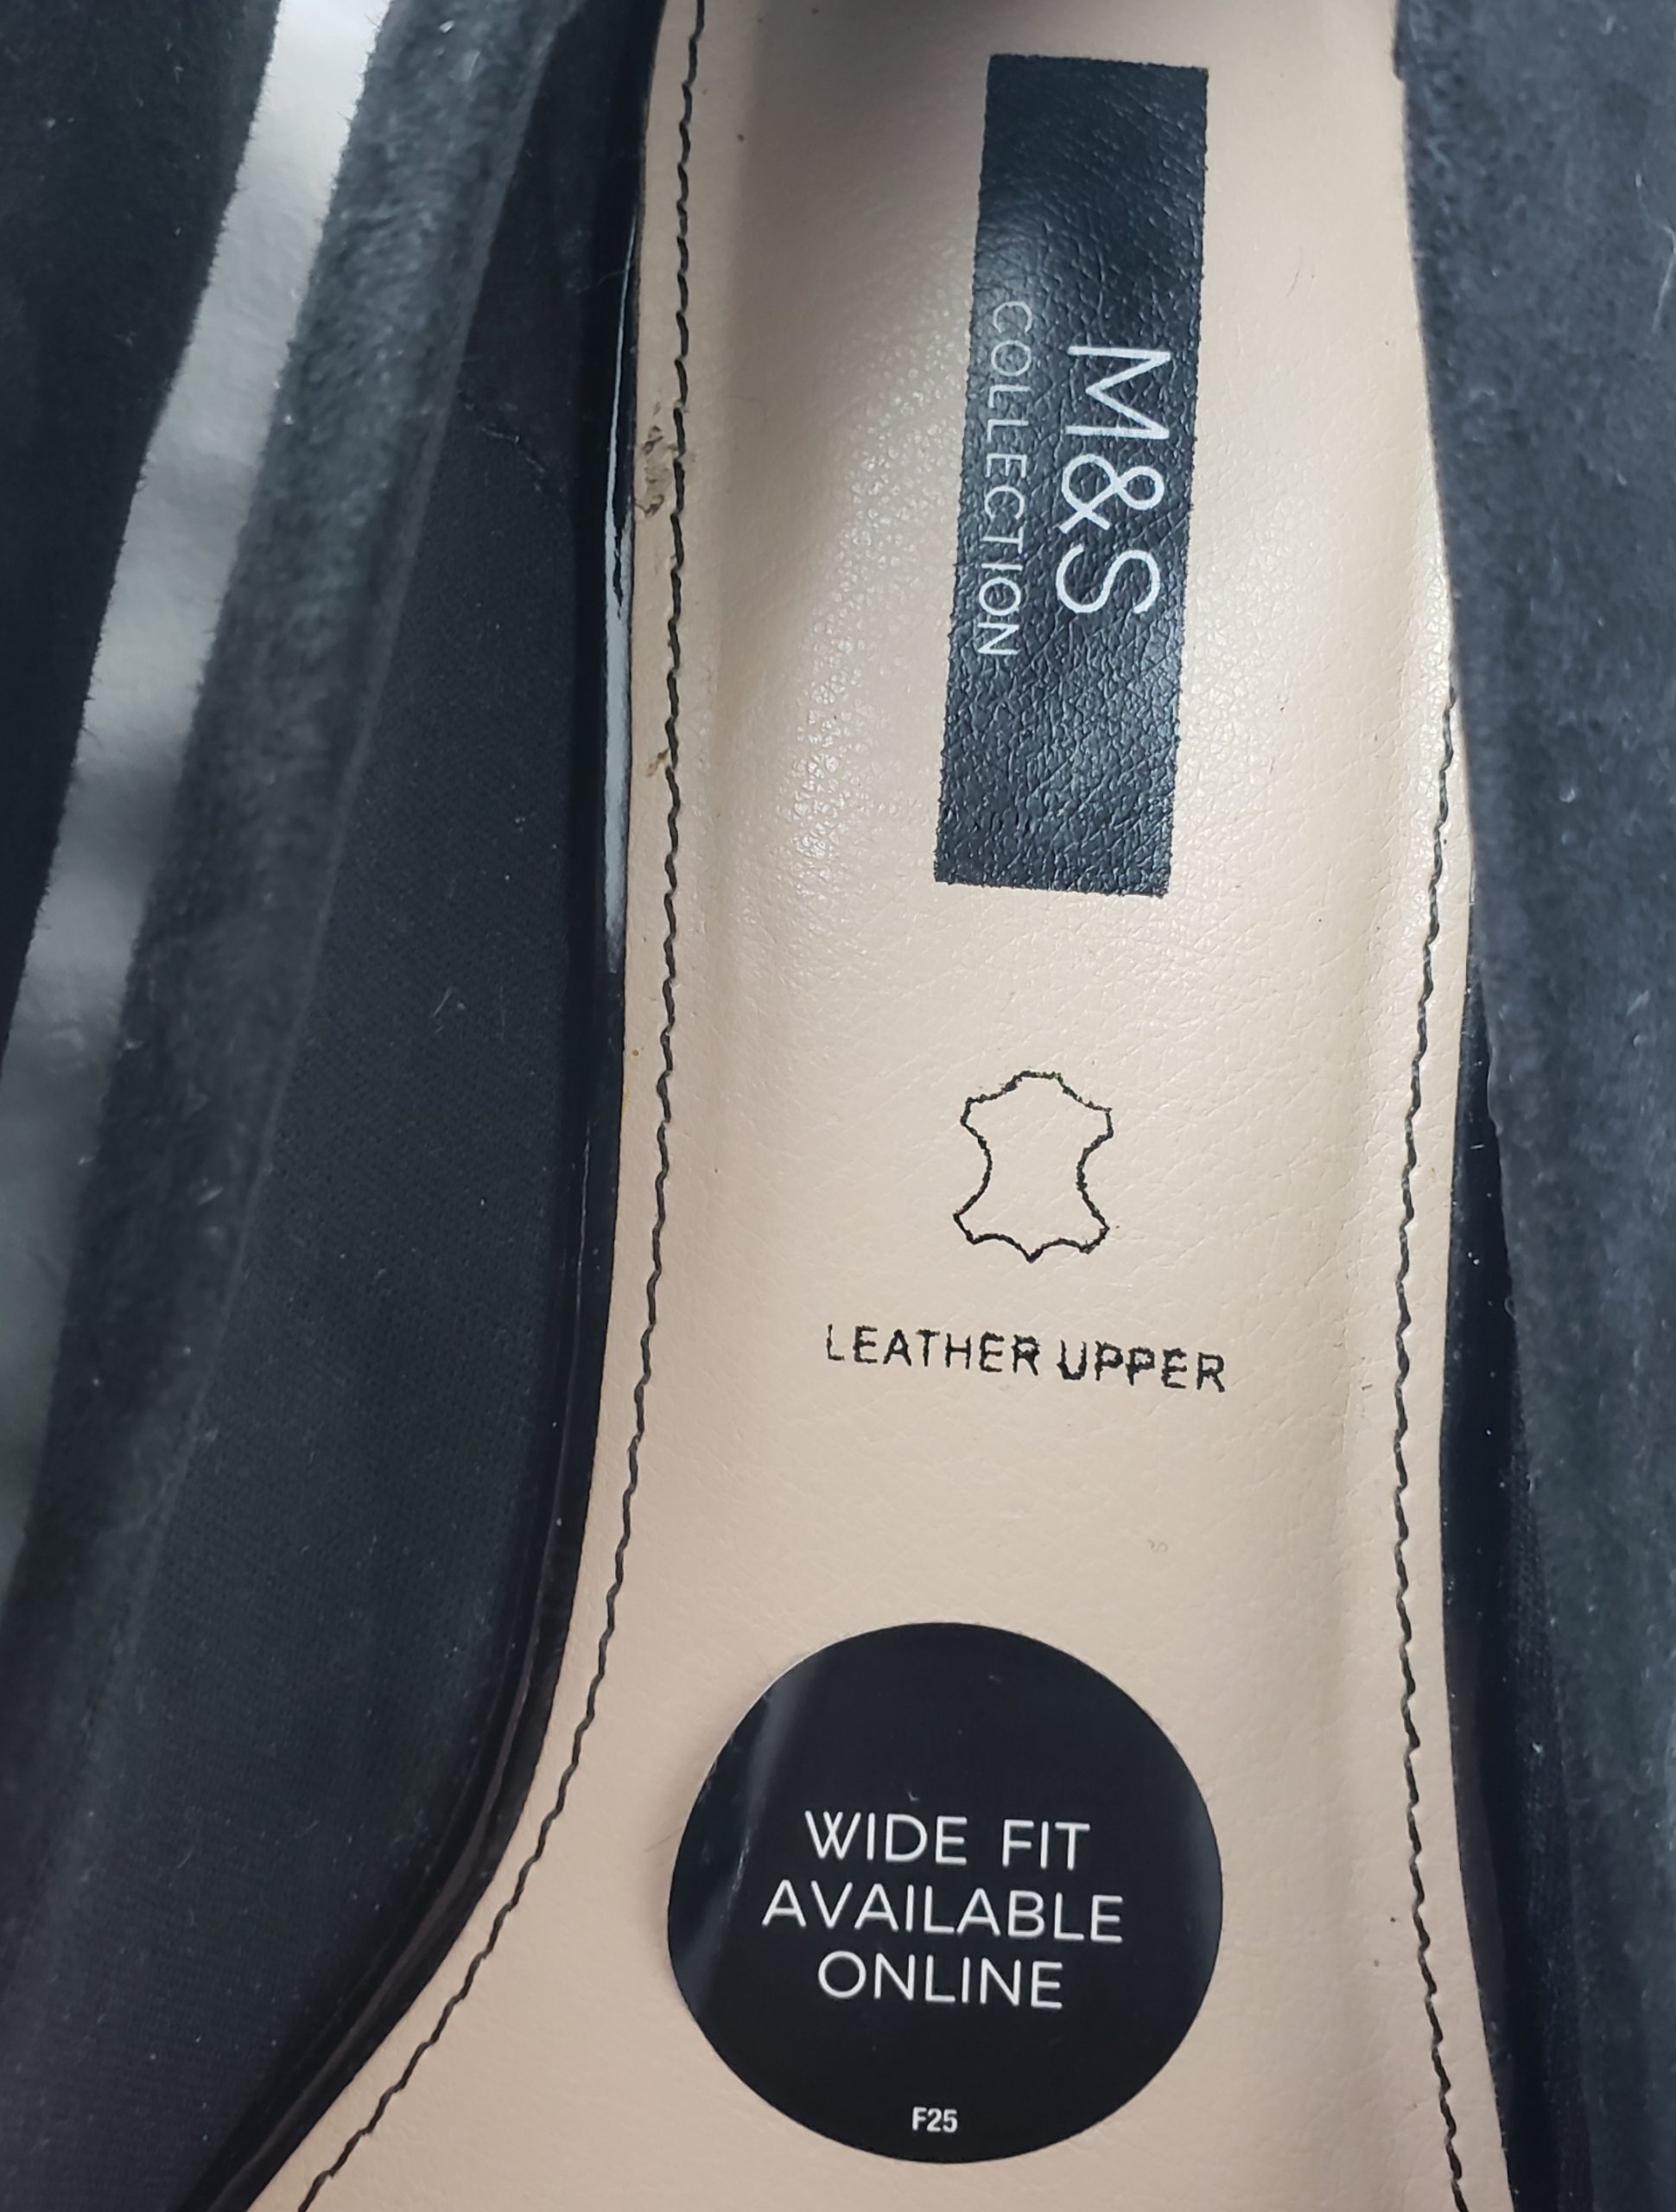 M&S
COLLECTION
LEATHER UPPER
WIDE FIT
AVAILABLE
ONLINE
F25